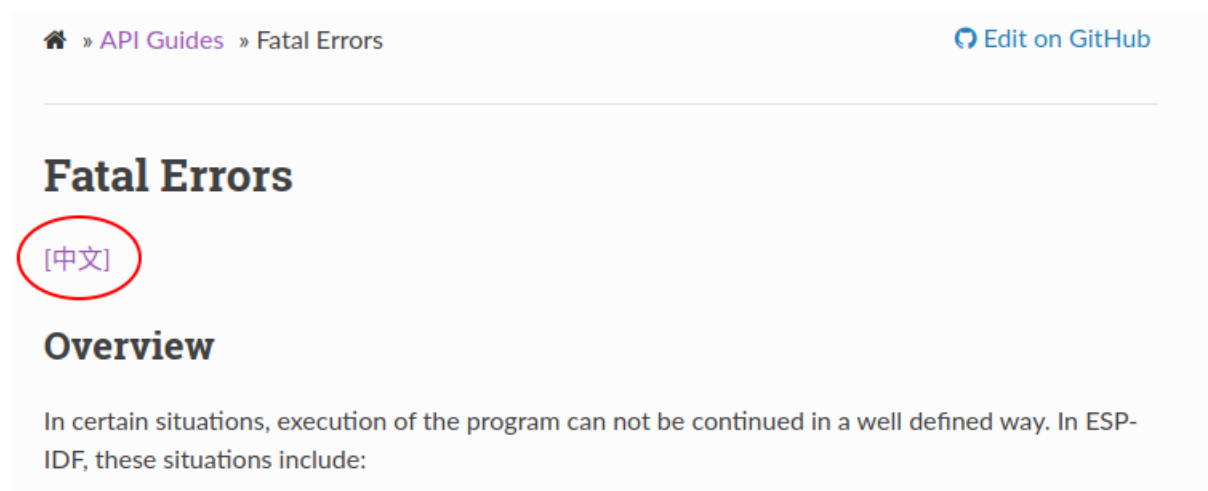 » API Guides » Fatal Errors
Edit on GitHub
Fatal Errors
[中文]
Overview
In certain situations, execution of the program can not be continued in a well defined way. In ESP-
IDF, these situations include: